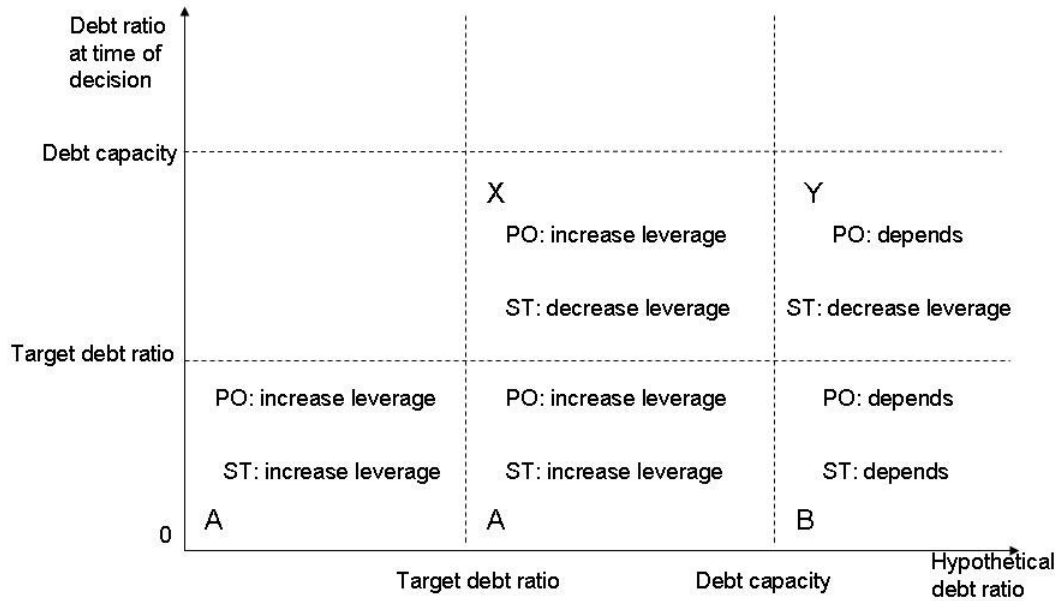 Debt ratio
at time of
decision
Debt capacity
X
Y
PO: increase leverage
PO: depends
ST: decrease leverage
ST: decrease leverage
Target debt ratio
PO: increase leverage
PO: increase leverage
PO: depends
ST: increase leverage
ST: increase leverage
ST: depends
0
A
A
B
Target debt ratio
Debt capacity
Hypothetical
debt ratio